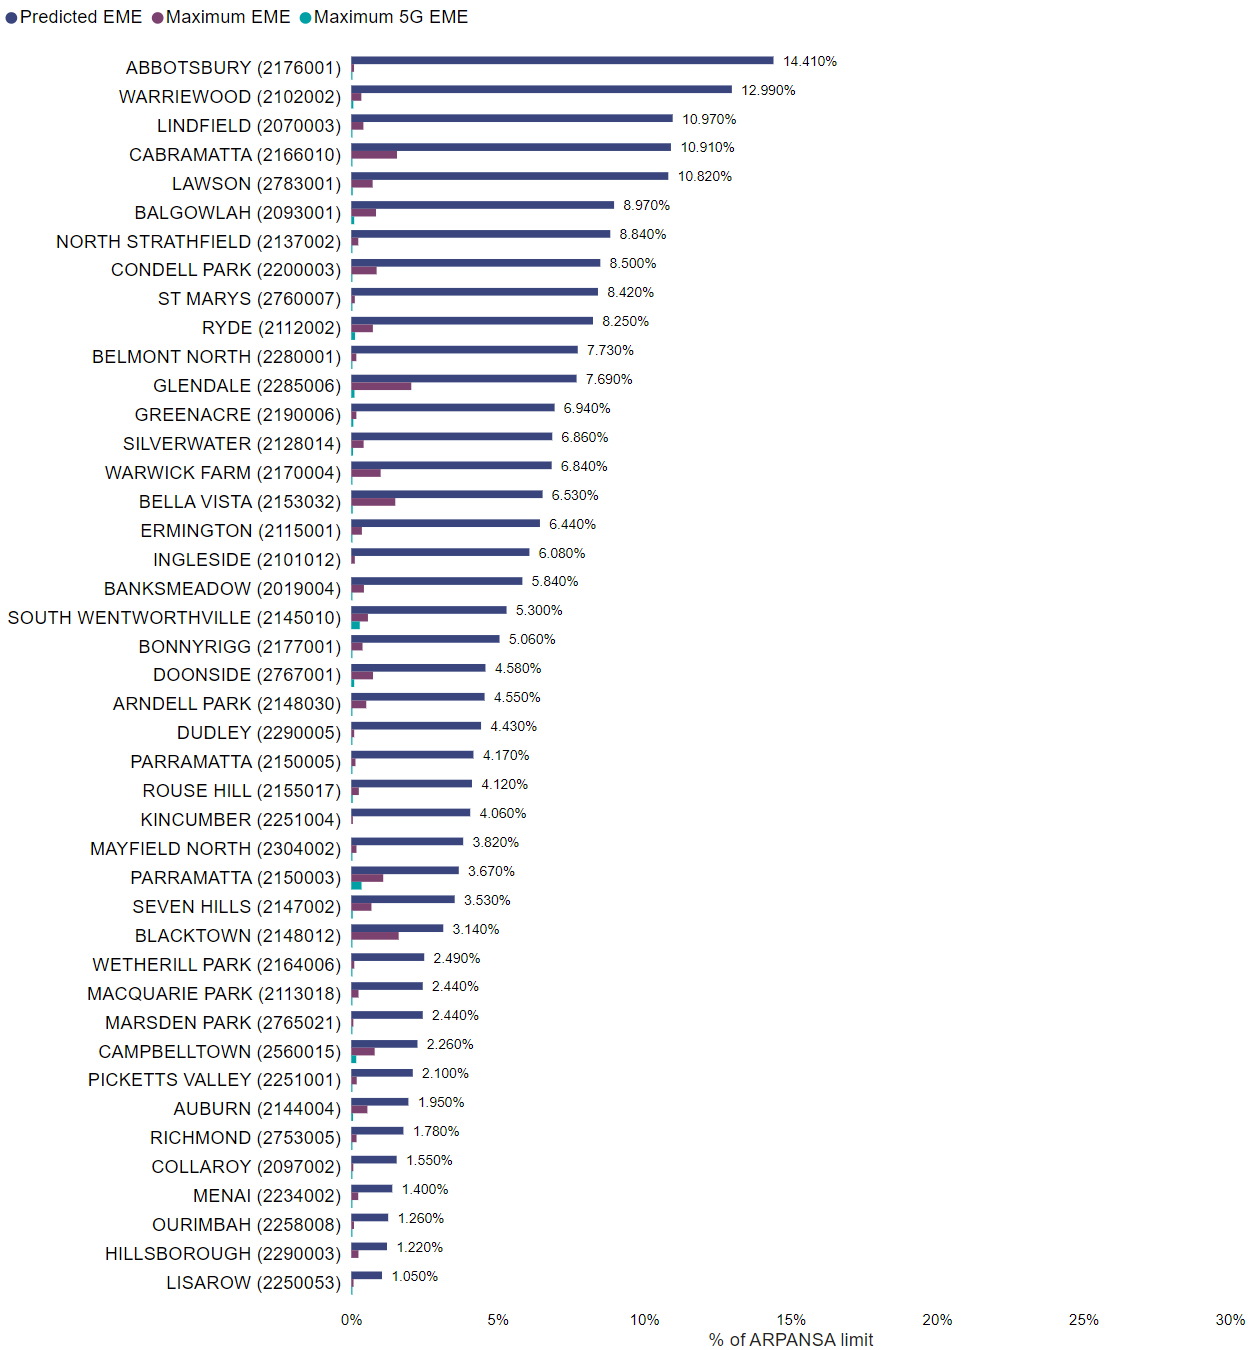 Predicted EME Maximum EME Maximum 5G EME
ABBOTSBURY (2176001) 14.410%
WARRIEWOOD (2102002) 12.990%
LINDFIELD (2070003) 10.970%
CABRAMATTA (2166010) 10.910%
LAWSON (2783001) 10.820%
BALGOWLAH (2093001) 8.970%
NORTH STRATHFIELD (2137002) 8.840%
CONDELL PARK (2200003) 8.500%
ST MARYS (2760007) 8.420%
RYDE (2112002) 8.250%
BELMONT NORTH (2280001) 7.730%
GLENDALE (2285006) 7.690%
GREENACRE (2190006) 6.940%
SILVERWATER (2128014) 6.860%
WARWICK FARM (2170004) 6.840%
BELLA VISTA (2153032) 6.530%
ERMINGTON (2115001) 6.440%
INGLESIDE (2101012) 6.080%
BANKSMEADOW (2019004) 5.840%
SOUTH WENTWORTHVILLE (2145010) 5.300%
BONNYRIGG (2177001) 5.060%
DOONSIDE (2767001) 4.580%
ARNDELL PARK (2148030) 4.550%
DUDLEY (2290005) 4.430%
PARRAMATTA (2150005) 4.170%
ROUSE HILL (2155017) 4.120%
KINCUMBER (2251004) 4.060%
MAYFIELD NORTH (2304002) 3.820%
PARRAMATTA (2150003) 3.670%
SEVEN HILLS (2147002) 3.530%
BLACKTOWN (2148012) 3.140%
WETHERILL PARK (2164006) 2.490%
MACQUARIE PARK (2113018) 2.440%
MARSDEN PARK (2765021) 2.440%
CAMPBELLTOWN (2560015) 2.260%
PICKETTS VALLEY (2251001) 2.100%
AUBURN (2144004) 1.950%
RICHMOND (2753005) 1.780%
COLLAROY (2097002) 1.550%
MENAI (2234002) 1.400%
OURIMBAH (2258008) 1.260%
HILLSBOROUGH (2290003) 1.220%
LISAROW (2250053) 1.050%
0% 5% 10% 15% 20% 25% 30%
% of ARPANSA limit